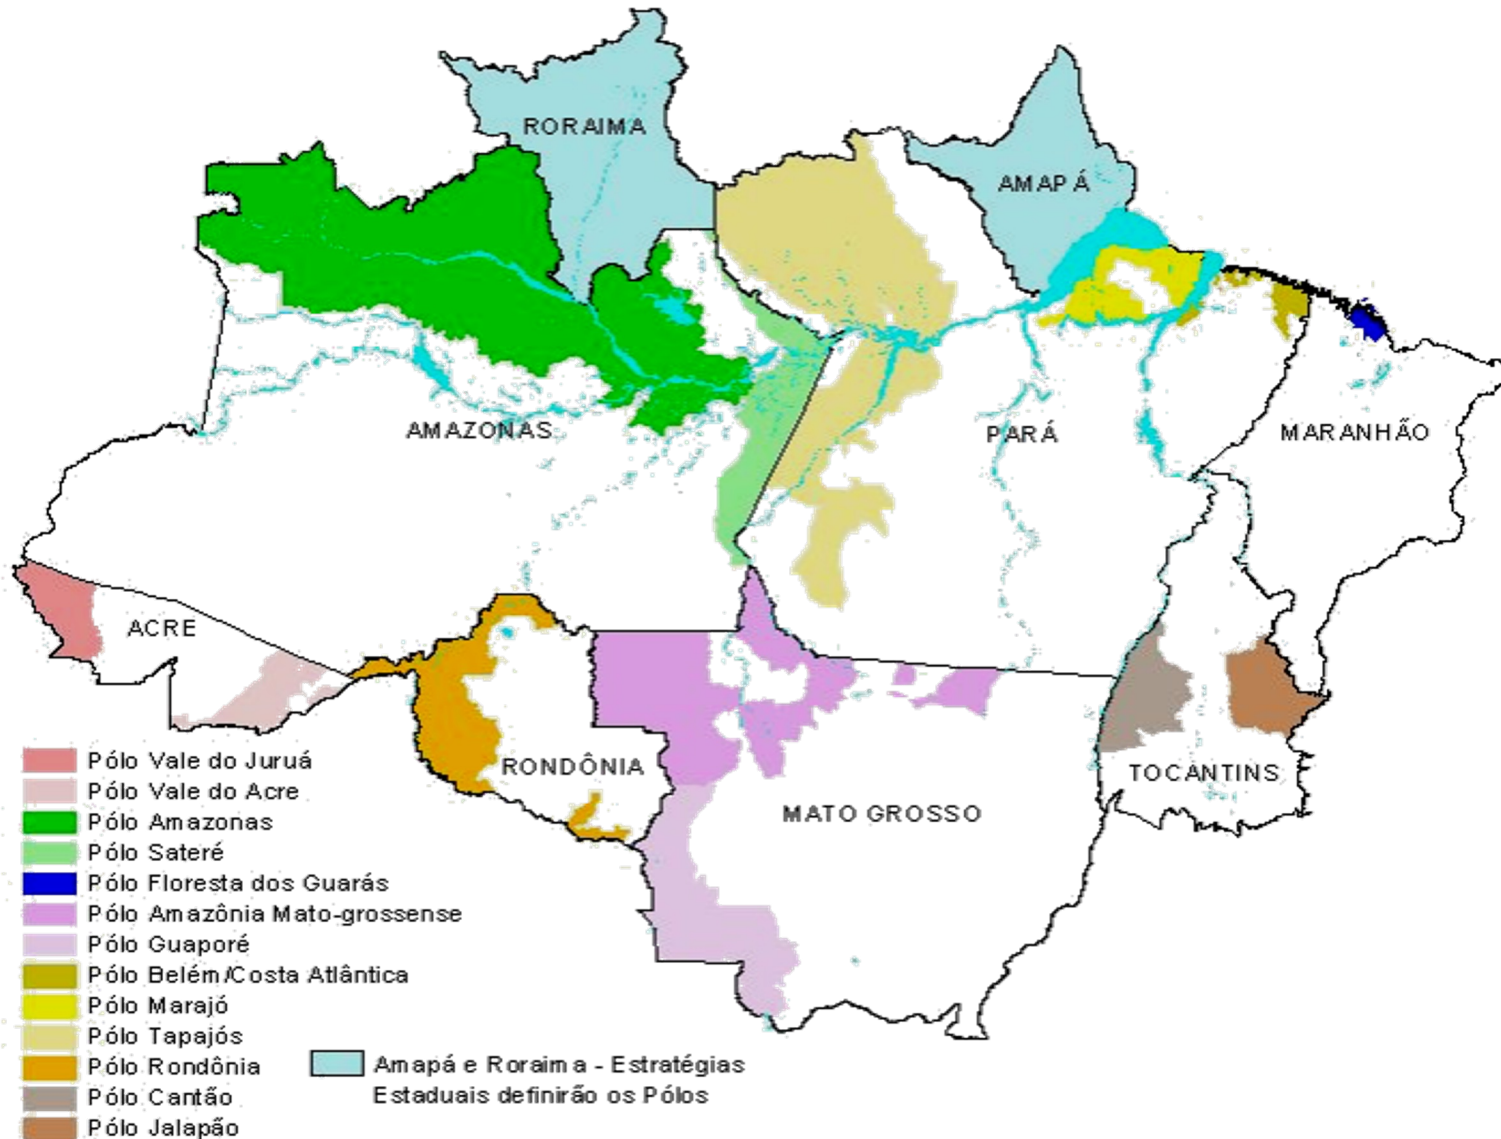 RORAIMA
AMAPÁ
AMAZONAS
PARÁ
MARANHÃO
ACRE
RONDÔNIA
TOCANTINS
MATO GROSSO
Pólo Vale do Juruá
Pólo Vale do Acre
Pólo Amazonas
Pólo Sateré
Pólo Floresta dos Guarás
Pólo Amazônia Mato-grossense
Pólo Guaporé
Pólo Belém/Costa Atlântica
Pólo Marajó
Pólo Tapajós
Pólo Rondônia
Pólo Cantão
Pólo Jalapão
Amapá e Roraima - Estratégias
Estaduais definirão os Pólos